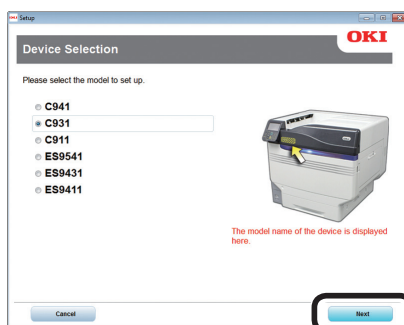 OKI Setup
OKI
Device Selection
Please select the model to set up.
C941
C931
C911
ES9541
ES9431
ES9411
The model name of the device is displayed
here.
Cancel
Next